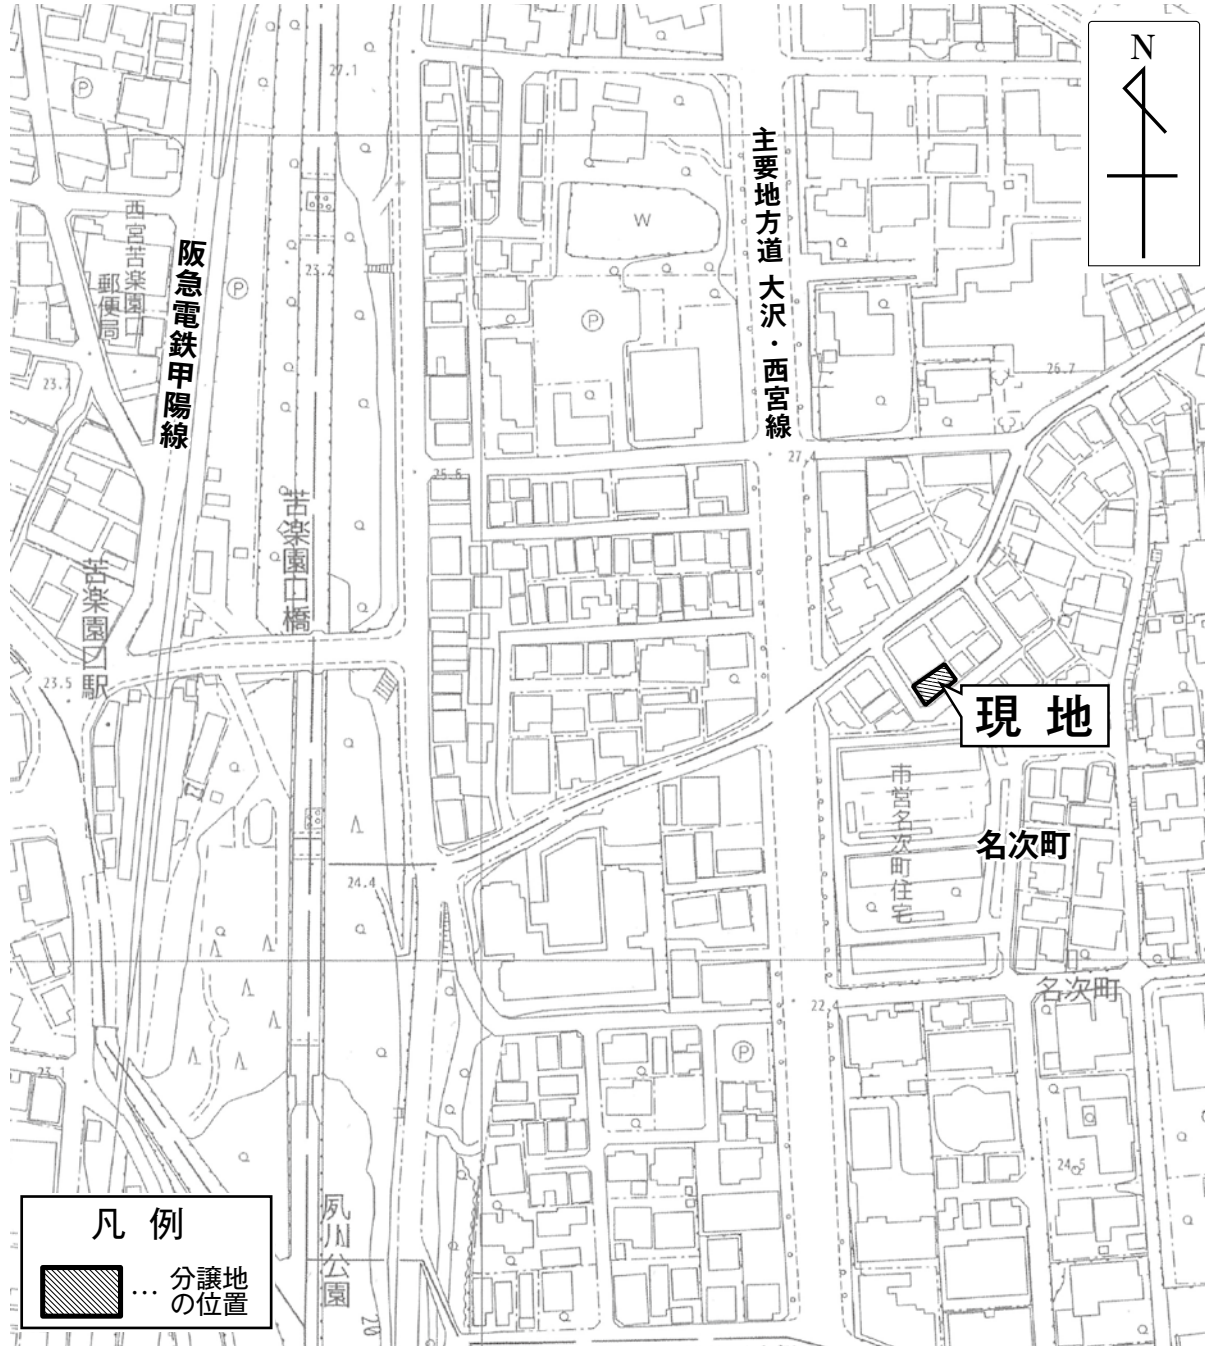 N
27.1
P
主要地方道 大沢・西宮線
西宮苦楽園口
郵便局
阪急電鉄甲陽線
W
23.2
P
P
23.7
26.7
27.4
25.6
苦楽園口橋
苦楽園口駅
23.5
現 地
市営名次町住宅
名次町
24.4
名次町
22.4
P
23.1
24.5
夙川公園
20
凡 例
… 分譲地
の位置